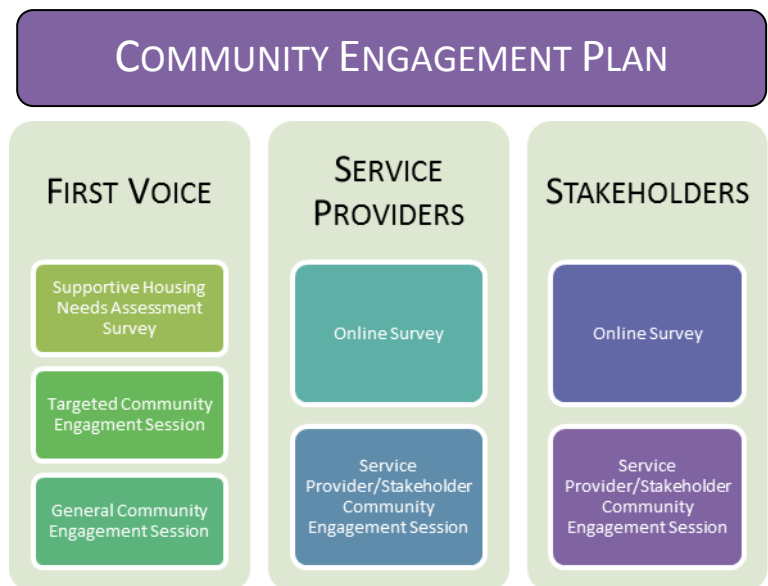 COMMUNITY ENGAGEMENT PLAN
FIRST VOICE
Supportive Housing
Needs Assessment
Survey
Targeted Community
Engagment Session
General Community
Engagement Session
SERVICE
PROVIDERS
Online Survey
Service
Provider/Stakeholder
Community
Engagement Session
STAKEHOLDERS
Online Survey
Service
Provider/Stakeholder
Community
Engagement Session